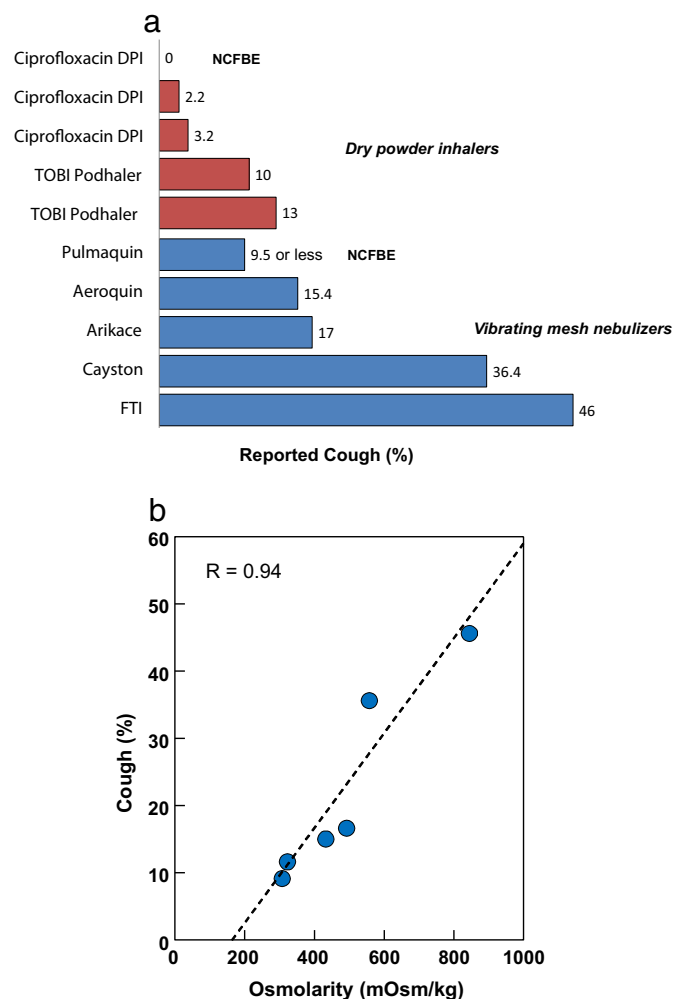 a
Ciprofloxacin DPI 0 NCFBE
Ciprofloxacin DPI 2.2
Ciprofloxacin DPI 3.2
Dry powder inhalers
TOBI Podhaler 10
TOBI Podhaler 13
Pulmaquin 9.5 or less NCFBE
Aeroquin 15.4
Arikace 17 Vibrating mesh nebulizers
Cayston 36.4
FTI 46
Reported Cough (%)
b
60
R = 0.94
50
40
30
20
10
0
Cough (%)
0 200 400 600 800 1000
Osmolarity (mOsm/kg)